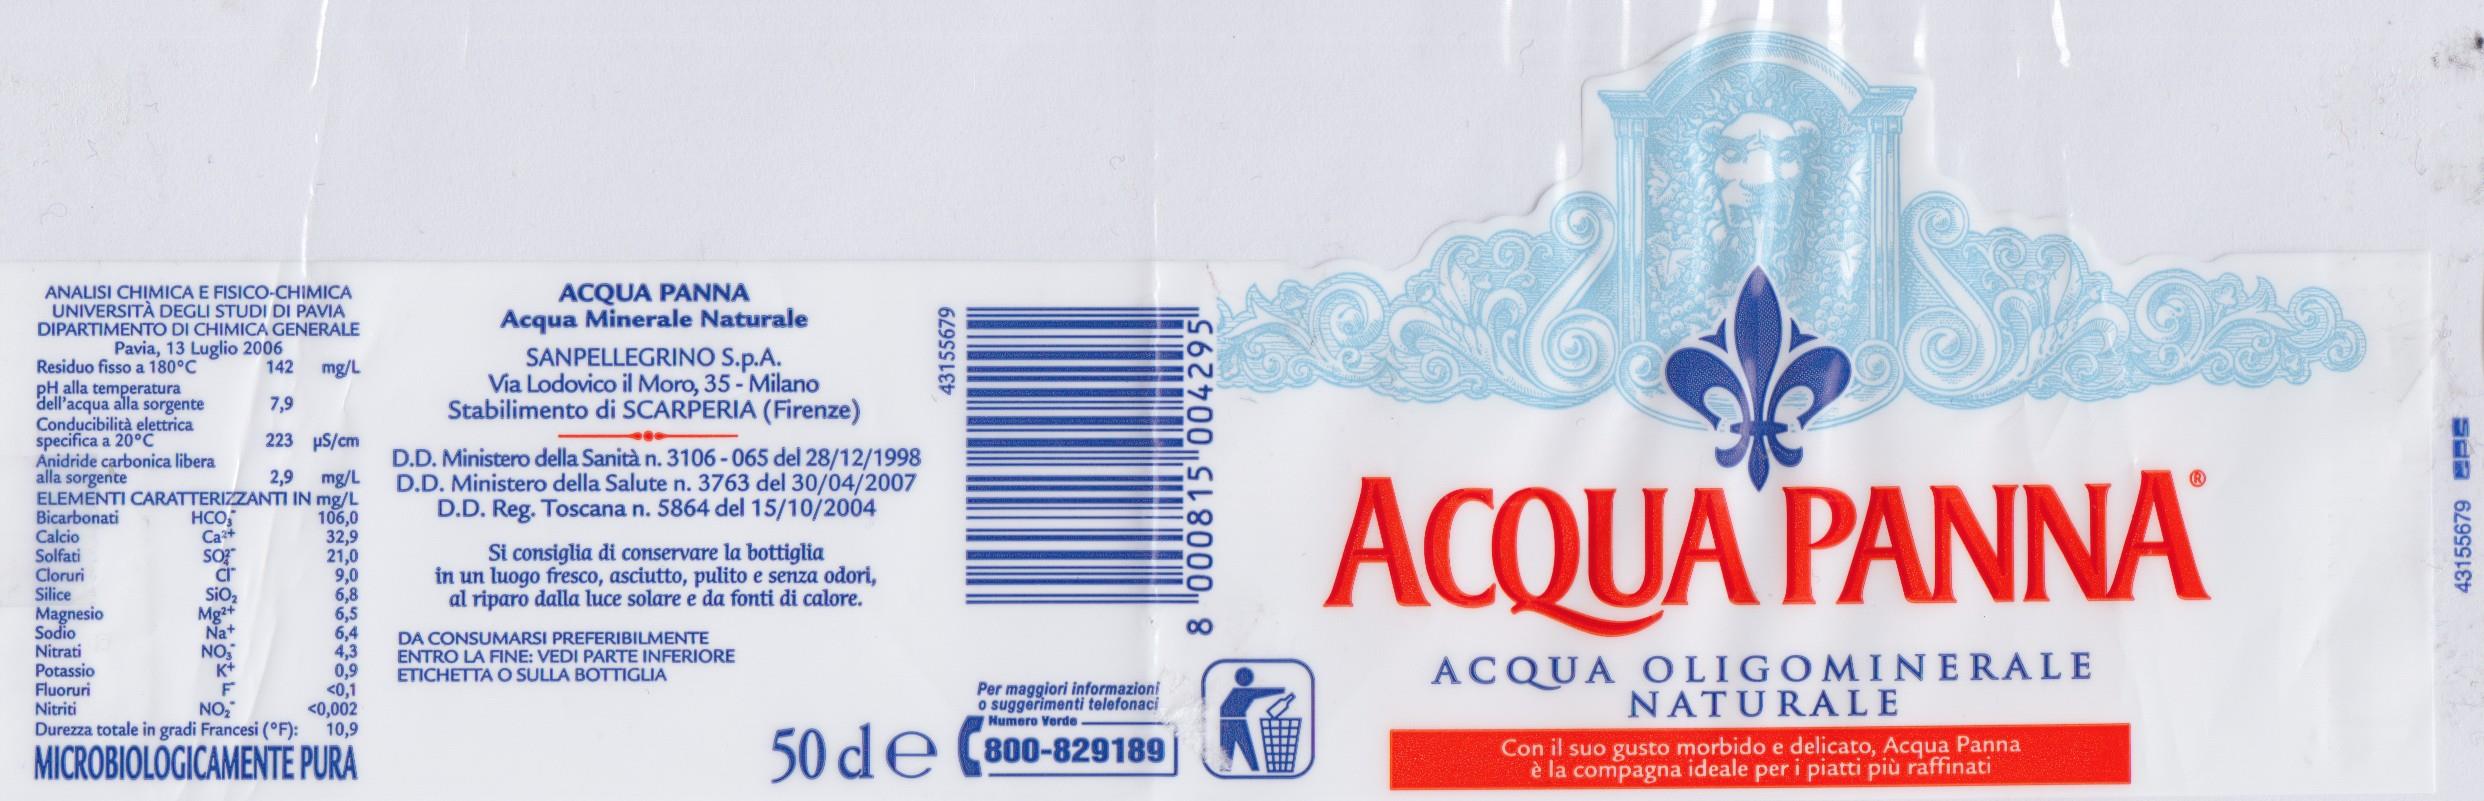 ANALISI CHIMICA E FISICO-CHIMICA
UNIVERSITÀ DEGLI STUDI DI PAVIA
DIPARTIMENTO DI CHIMICA GENERALE
Pavia, 13 Luglio 2006
Residuo fisso a 180°C 142 mg/L
pH alla temperatura
dell'acqua alla sorgente 7,9
Conducibilità elettrica
specifica a 20°C 223 µS/cm
Anidride carbonica libera
alla sorgente 2,9 mg/L
ELEMENTI CARATTERIZZANTI IN mg/L
Bicarbonati HCO₃⁻ 106,0
Calcio Ca²⁺ 32,9
Solfati SO₄²⁻ 21,0
Cloruri Cl⁻ 9,0
Silice SiO₂ 6,8
Magnesio Mg²⁺ 6,5
Sodio Na⁺ 6,4
Nitrati NO₃⁻ 4,3
Potassio K⁺ 0,9
Fluoruri F⁻ <0,1
Nitriti NO₂⁻ <0,002
Durezza totale in gradi Francesi (°F): 10,9
MICROBIOLOGICAMENTE PURA
ACQUA PANNA
Acqua Minerale Naturale
SANPELLEGRINO S.p.A.
Via Lodovico il Moro, 35 - Milano
Stabilimento di SCARPERIA (Firenze)
D.D. Ministero della Sanità n. 3106 - 065 del 28/12/1998
D.D. Ministero della Salute n. 3763 del 30/04/2007
D.D. Reg. Toscana n. 5864 del 15/10/2004
Si consiglia di conservare la bottiglia
in un luogo fresco, asciutto, pulito e senza odori,
al riparo dalla luce solare e da fonti di calore.
DA CONSUMARSI PREFERIBILMENTE
ENTRO LA FINE: VEDI PARTE INFERIORE
ETICHETTA O SULLA BOTTIGLIA
50 cl e
43155679
8 000815 004295
Per maggiori informazioni
o suggerimenti telefonaci
Numero Verde
800-829189
ACQUA PANNA®
ACQUA OLIGOMINERALE
NATURALE
Con il suo gusto morbido e delicato, Acqua Panna
è la compagna ideale per i piatti più raffinati
43155679